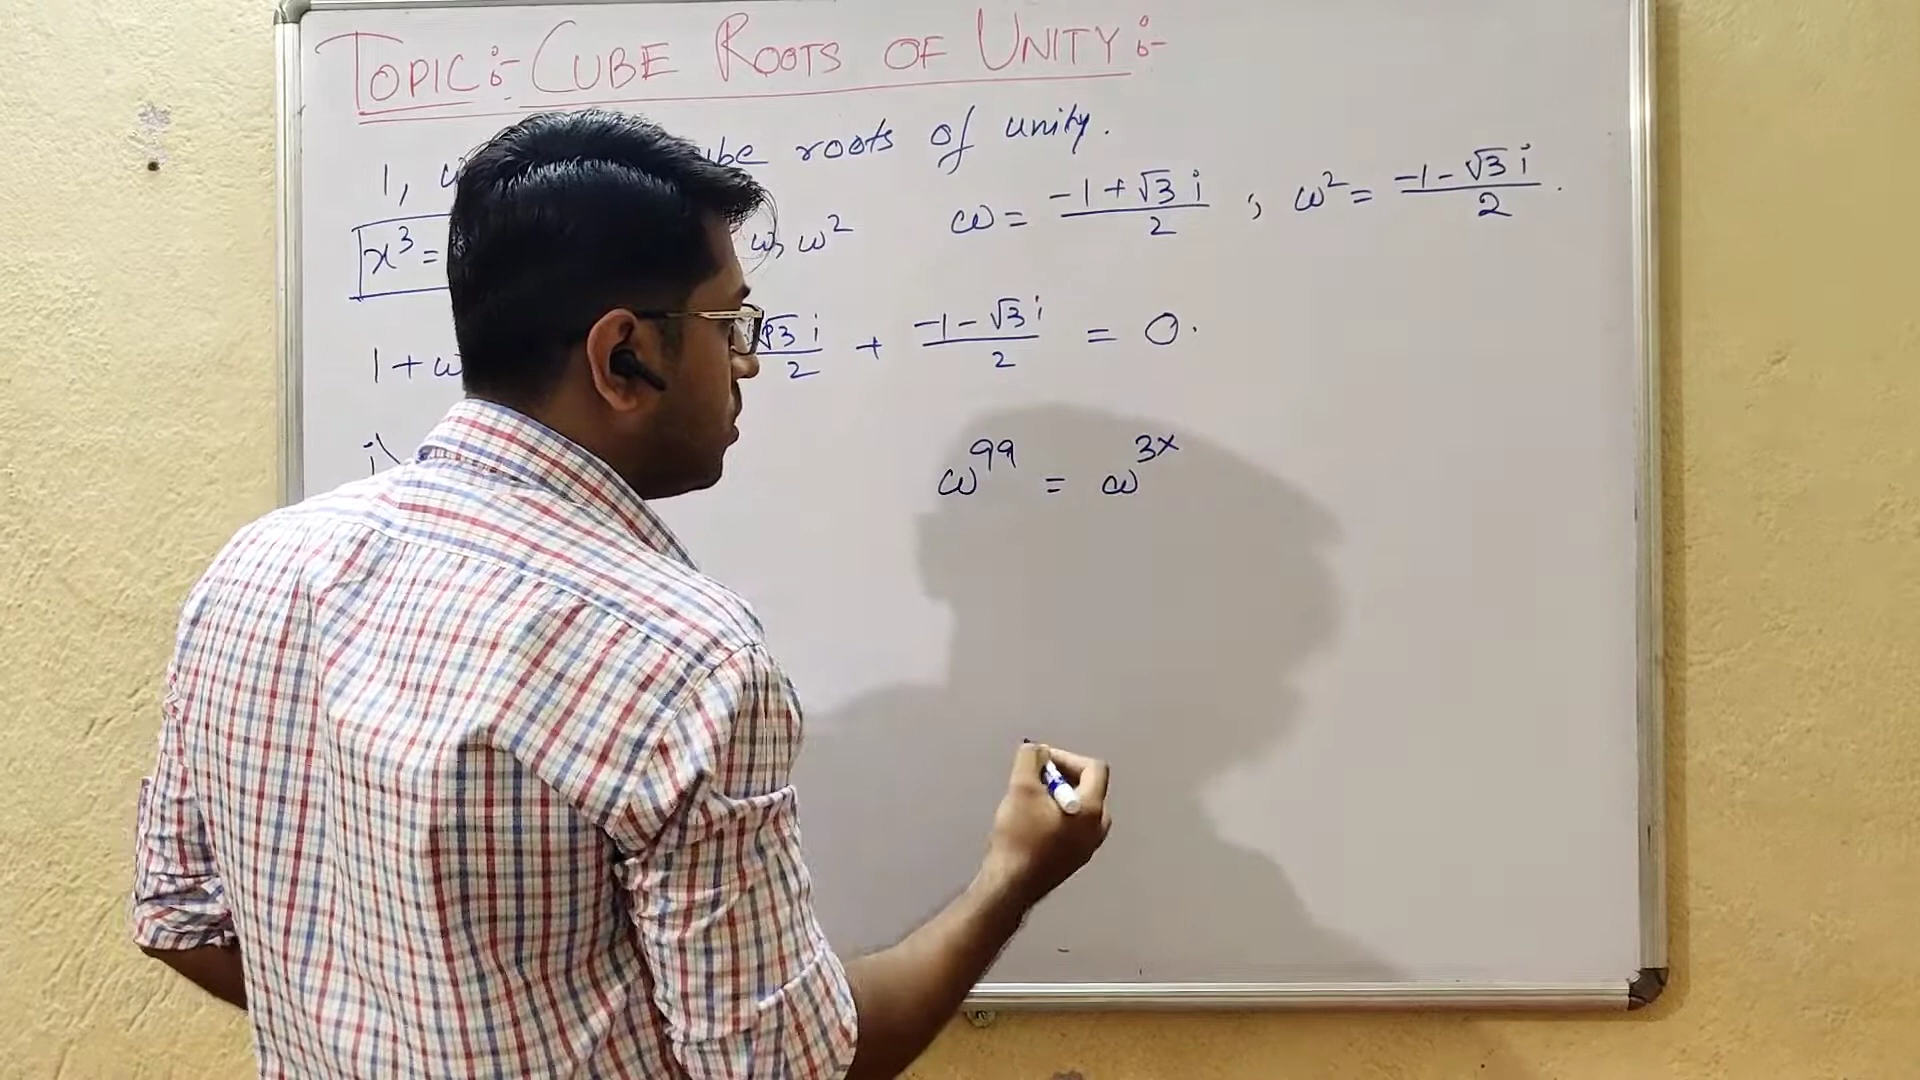 TOPIC:- CUBE ROOTS OF UNITY:-
1, roots of unity.
x³ = ω, ω² ω = (-1+√3 i)/2 ; ω² = (-1-√3 i)/2 .
1 + ω √3 i/2 + (-1-√3 i)/2 = 0.
i) ω⁹⁹ = ω³ˣ